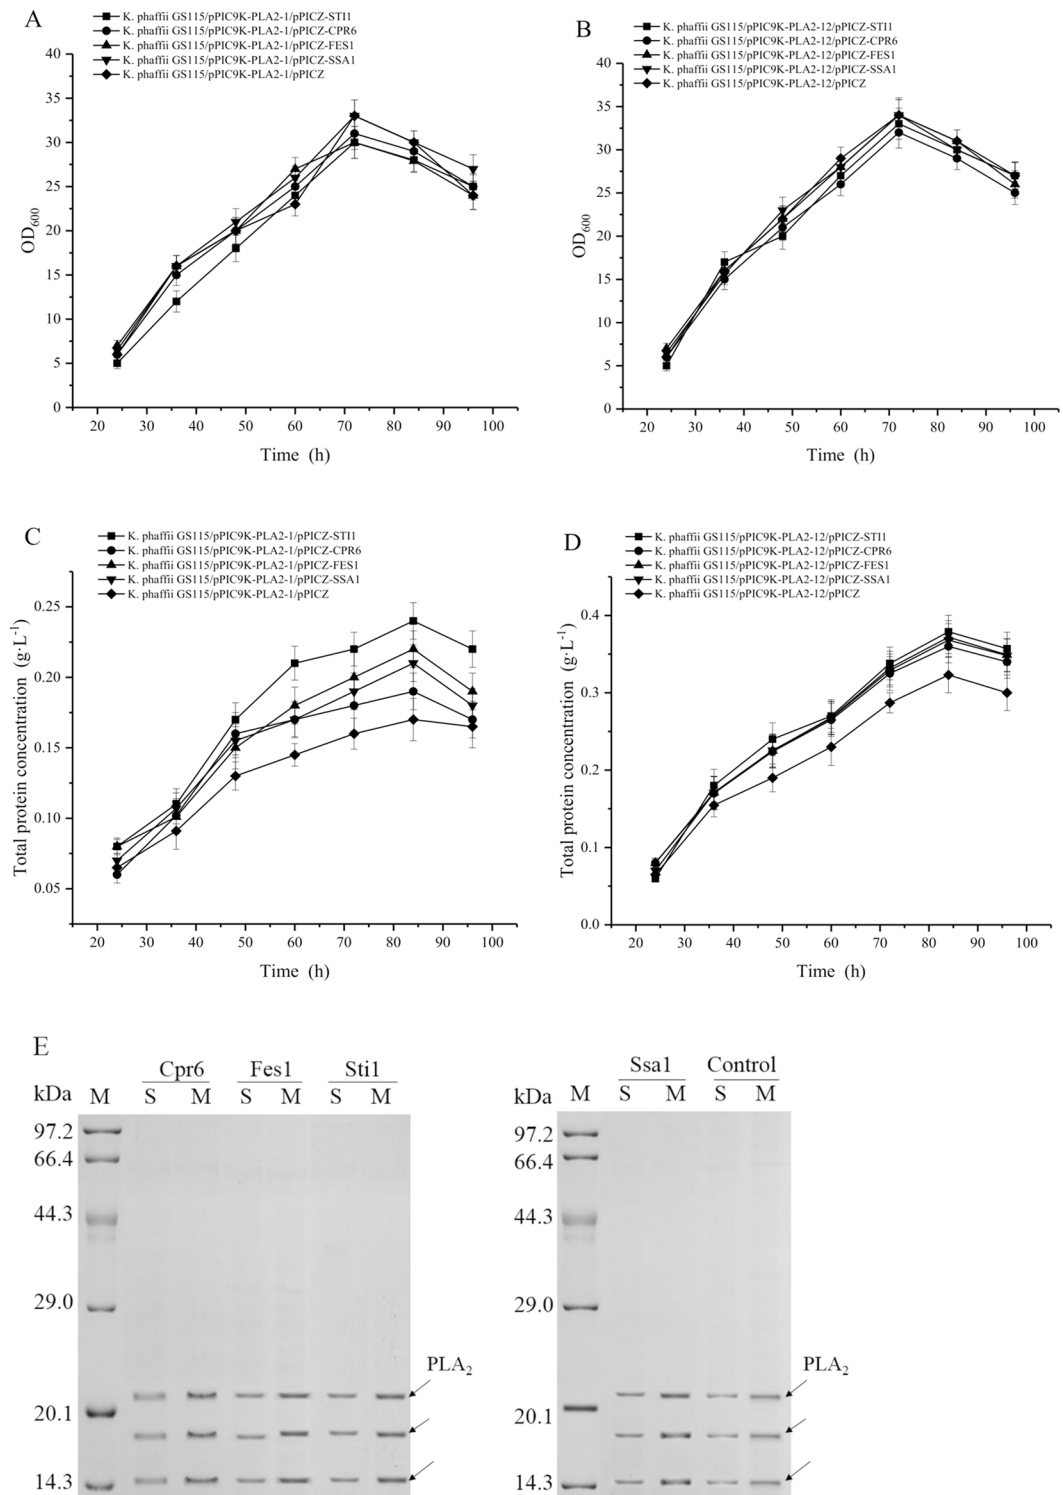 A
K. phaffii GS115/pPIC9K-PLA2-1/pPICZ-STI1
K. phaffii GS115/pPIC9K-PLA2-1/pPICZ-CPR6
K. phaffii GS115/pPIC9K-PLA2-1/pPICZ-FES1
K. phaffii GS115/pPIC9K-PLA2-1/pPICZ-SSA1
K. phaffii GS115/pPIC9K-PLA2-1/pPICZ
40
35
30
25
20
15
10
5
0
OD600
20 30 40 50 60 70 80 90 100
Time (h)
B
K. phaffii GS115/pPIC9K-PLA2-12/pPICZ-STI1
K. phaffii GS115/pPIC9K-PLA2-12/pPICZ-CPR6
K. phaffii GS115/pPIC9K-PLA2-12/pPICZ-FES1
K. phaffii GS115/pPIC9K-PLA2-12/pPICZ-SSA1
K. phaffii GS115/pPIC9K-PLA2-12/pPICZ
40
35
30
25
20
15
10
5
0
OD600
20 30 40 50 60 70 80 90 100
Time (h)
C
K. phaffii GS115/pPIC9K-PLA2-1/pPICZ-STI1
K. phaffii GS115/pPIC9K-PLA2-1/pPICZ-CPR6
K. phaffii GS115/pPIC9K-PLA2-1/pPICZ-FES1
K. phaffii GS115/pPIC9K-PLA2-1/pPICZ-SSA1
K. phaffii GS115/pPIC9K-PLA2-1/pPICZ
0.25
0.20
0.15
0.10
0.05
Total protein concentration (g·L-1)
20 30 40 50 60 70 80 90 100
Time (h)
D
K. phaffii GS115/pPIC9K-PLA2-12/pPICZ-STI1
K. phaffii GS115/pPIC9K-PLA2-12/pPICZ-CPR6
K. phaffii GS115/pPIC9K-PLA2-12/pPICZ-FES1
K. phaffii GS115/pPIC9K-PLA2-12/pPICZ-SSA1
K. phaffii GS115/pPIC9K-PLA2-12/pPICZ
0.4
0.3
0.2
0.1
0.0
Total protein concentration (g·L-1)
20 30 40 50 60 70 80 90 100
Time (h)
E
Cpr6 Fes1 Sti1
kDa M S M S M S M
97.2
66.4
44.3
29.0
20.1
14.3
PLA2
Ssa1 Control
kDa M S M S M
97.2
66.4
44.3
29.0
20.1
14.3
PLA2